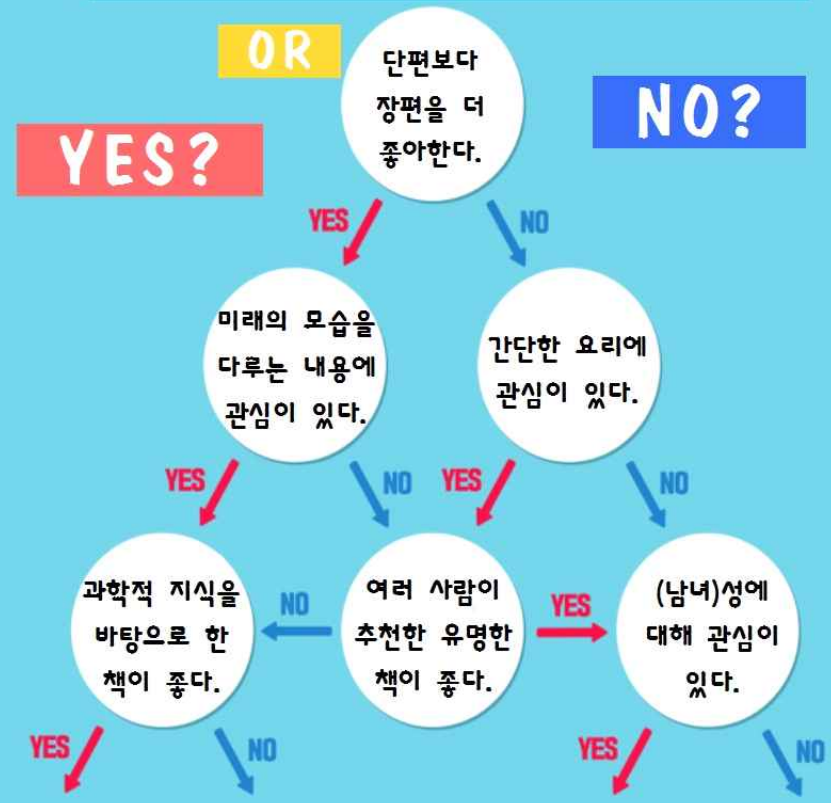 OR
단편보다
장편을 더
좋아한다.
NO?
YES?
YES
NO
미래의 모습을
다루는 내용에
관심이 있다.
간단한 요리에
관심이 있다.
YES
NO
YES
NO
과학적 지식을
바탕으로 한
책이 좋다.
NO
여러 사람이
추천한 유명한
책이 좋다.
YES
(남녀)성에
대해 관심이
있다.
YES
NO
YES
NO